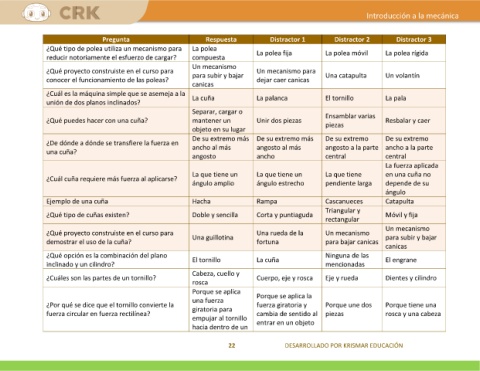 CRK
Introducción a la mecánica
Pregunta Respuesta Distractor 1 Distractor 2 Distractor 3
¿Qué tipo de polea utiliza un mecanismo para reducir notoriamente el esfuerzo de cargar? La polea compuesta La polea fija La polea móvil La polea rígida
¿Qué proyecto construiste en el curso para conocer el funcionamiento de las poleas? Un mecanismo para subir y bajar canicas Un mecanismo para dejar caer canicas Una catapulta Un volantín
¿Cuál es la máquina simple que se asemeja a la unión de dos planos inclinados? La cuña La palanca El tornillo La pala
¿Qué puedes hacer con una cuña? Separar, cargar o mantener un objeto en su lugar Unir dos piezas Ensamblar varias piezas Resbalar y caer
¿De dónde a dónde se transfiere la fuerza en una cuña? De su extremo más ancho al más angosto De su extremo más angosto al más ancho De su extremo angosto a la parte central De su extremo ancho a la parte central
¿Cuál cuña requiere más fuerza al aplicarse? La que tiene un ángulo amplio La que tiene un ángulo estrecho La que tiene pendiente larga La fuerza aplicada en una cuña no depende de su ángulo
Ejemplo de una cuña Hacha Rampa Cascanueces Catapulta
¿Qué tipo de cuñas existen? Doble y sencilla Corta y puntiaguda Triangular y rectangular Móvil y fija
¿Qué proyecto construiste en el curso para demostrar el uso de la cuña? Una guillotina Una rueda de la fortuna Un mecanismo para bajar canicas Un mecanismo para subir y bajar canicas
¿Qué opción es la combinación del plano inclinado y un cilindro? El tornillo La cuña Ninguna de las mencionadas El engrane
¿Cuáles son las partes de un tornillo? Cabeza, cuello y rosca Cuerpo, eje y rosca Eje y rueda Dientes y cilindro
¿Por qué se dice que el tornillo convierte la fuerza circular en fuerza rectilínea? Porque se aplica una fuerza giratoria para empujar al tornillo hacia dentro de un Porque se aplica la fuerza giratoria y cambia de sentido al entrar en un objeto Porque une dos piezas Porque tiene una rosca y una cabeza
22 DESARROLLADO POR KRISMAR EDUCACIÓN